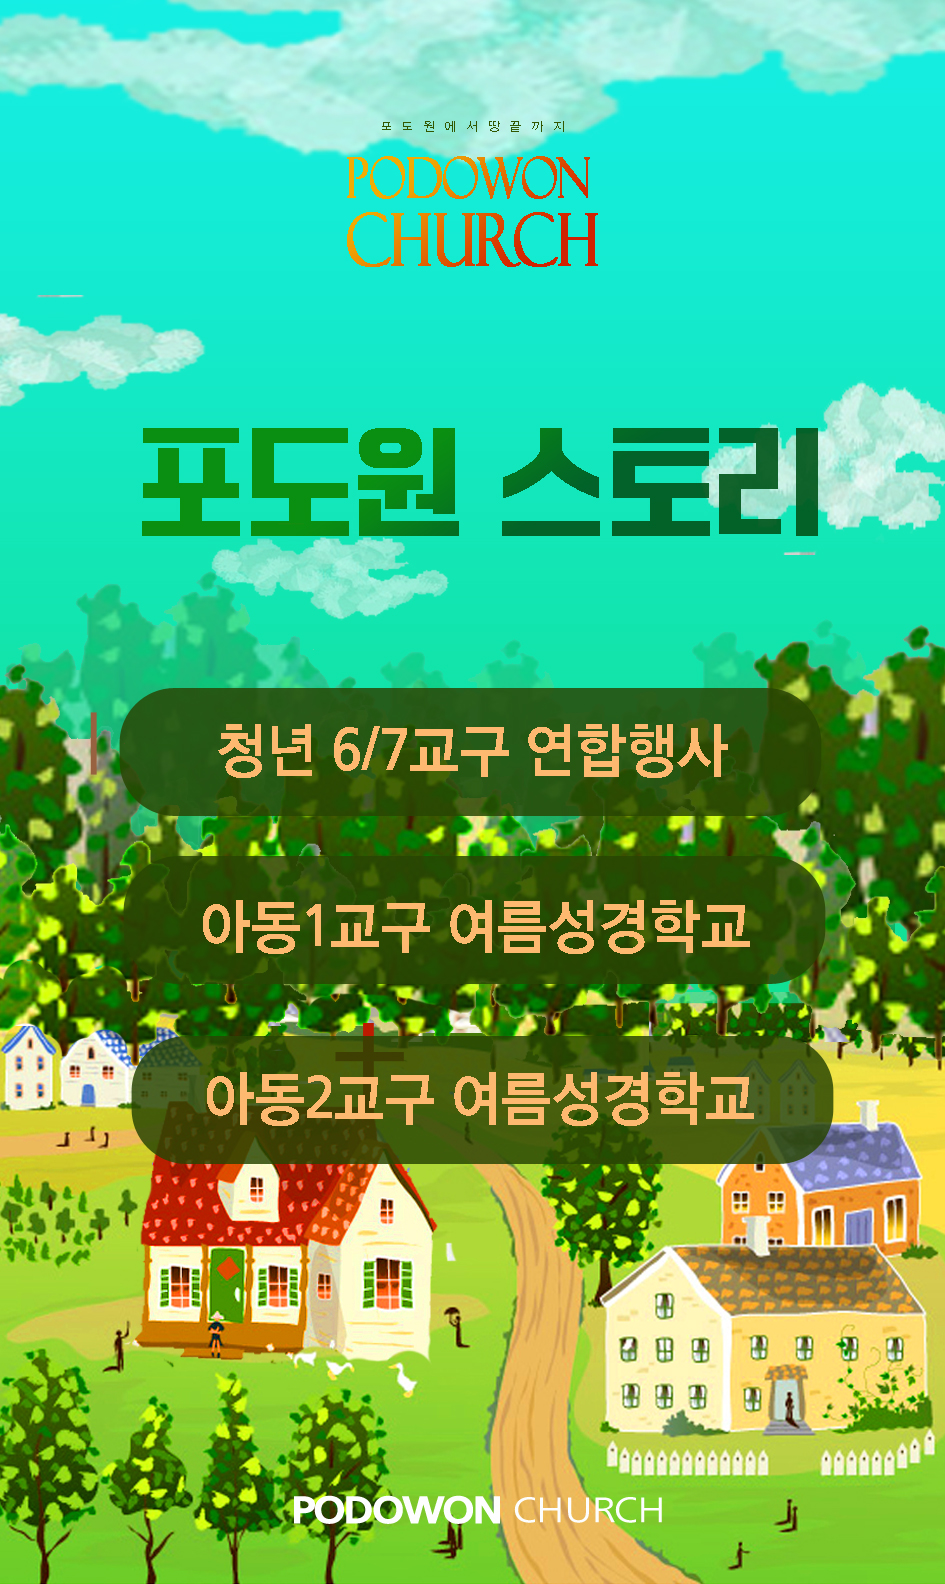 포도원에서땅끝까지
PODOWON
CHURCH
포도원 스토리
청년 6/7교구 연합행사
아동1교구 여름성경학교
아동2교구 여름성경학교
PODOWON CHURCH